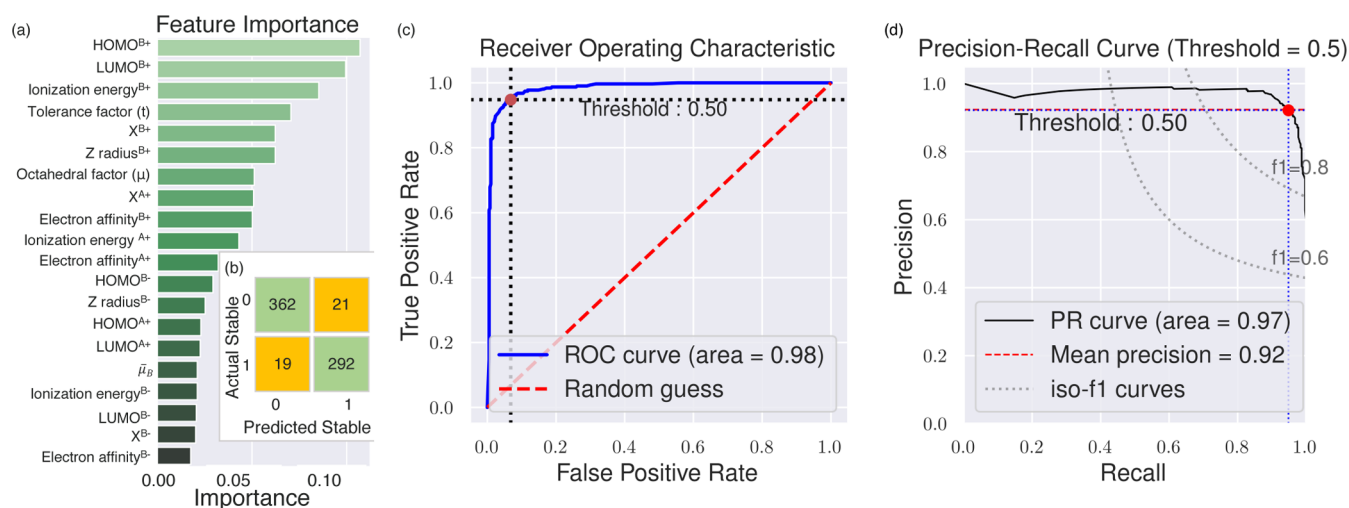 (a)
Feature Importance
HOMO^B+
LUMO^B+
Ionization energy^B+
Tolerance factor (t)
X^B+
Z radius^B+
Octahedral factor (μ)
X^A+
Electron affinity^B+
Ionization energy ^A+
Electron affinity^A+
HOMO^B-
Z radius^B-
HOMO^A+
LUMO^A+
μ̄_B
Ionization energy^B-
LUMO^B-
X^B-
Electron affinity^B-
0.00 0.05 0.10
Importance
(b)
Actual Stable
0
1
362 21
19 292
0 1
Predicted Stable
(c)
Receiver Operating Characteristic
True Positive Rate
1.0
0.8
0.6
0.4
0.2
0.0
Threshold : 0.50
ROC curve (area = 0.98)
Random guess
0.0 0.2 0.4 0.6 0.8 1.0
False Positive Rate
(d)
Precision-Recall Curve (Threshold = 0.5)
Precision
1.0
0.8
0.6
0.4
0.2
0.0
Threshold : 0.50
f1=0.8
f1=0.6
PR curve (area = 0.97)
Mean precision = 0.92
iso-f1 curves
0.0 0.2 0.4 0.6 0.8 1.0
Recall